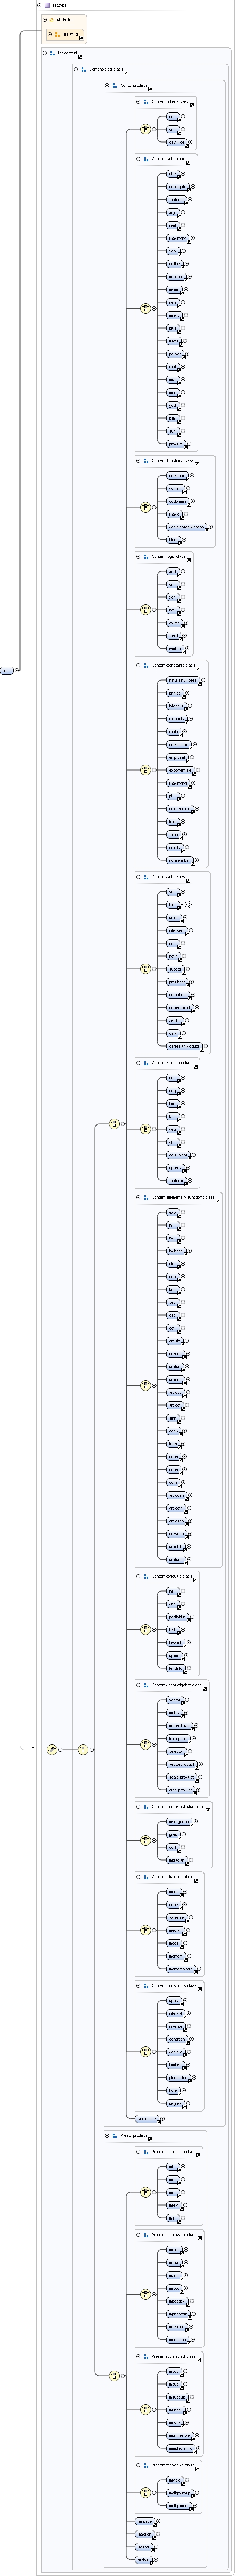 list.type
Attributes
list.attlist
list.content
Content-expr.class
ContExpr.class
Content-tokens.class
cn
ci
csymbol
Content-arith.class
abs
conjugate
factorial
arg
real
imaginary
floor
ceiling
quotient
divide
rem
minus
plus
times
power
root
max
min
gcd
lcm
sum
product
Content-functions.class
compose
domain
codomain
image
domainofapplication
ident
Content-logic.class
and
or
xor
not
exists
forall
implies
Content-constants.class
naturalnumbers
primes
integers
rationals
reals
complexes
emptyset
exponentiale
imaginaryi
pi
eulergamma
true
false
infinity
notanumber
Content-sets.class
set
list
union
intersect
in
notin
subset
prsubset
notsubset
notprsubset
setdiff
card
cartesianproduct
Content-relations.class
eq
neq
leq
lt
geq
gt
equivalent
approx
factorof
Content-elementary-functions.class
exp
ln
log
logbase
sin
cos
tan
sec
csc
cot
arcsin
arccos
arctan
arcsec
arccsc
arccot
sinh
cosh
tanh
sech
csch
coth
arccosh
arccoth
arccsch
arcsech
arcsinh
arctanh
list
Content-calculus.class
int
diff
partialdiff
limit
lowlimit
uplimit
tendsto
Content-linear-algebra.class
vector
matrix
determinant
transpose
selector
vectorproduct
scalarproduct
outerproduct
0..∞
Content-vector-calculus.class
divergence
grad
curl
laplacian
Content-statistics.class
mean
sdev
variance
median
mode
moment
momentabout
Content-constructs.class
apply
interval
inverse
condition
declare
lambda
piecewise
bvar
degree
semantics
PresExpr.class
Presentation-token.class
mi
mn
mo
mtext
ms
Presentation-layout.class
mrow
mfrac
msqrt
mroot
mpadded
mphantom
mfenced
menclose
Presentation-script.class
msub
msup
msubsup
munder
mover
munderover
mmultiscripts
Presentation-table.class
mtable
maligngroup
malignmark
mspace
maction
merror
mstyle